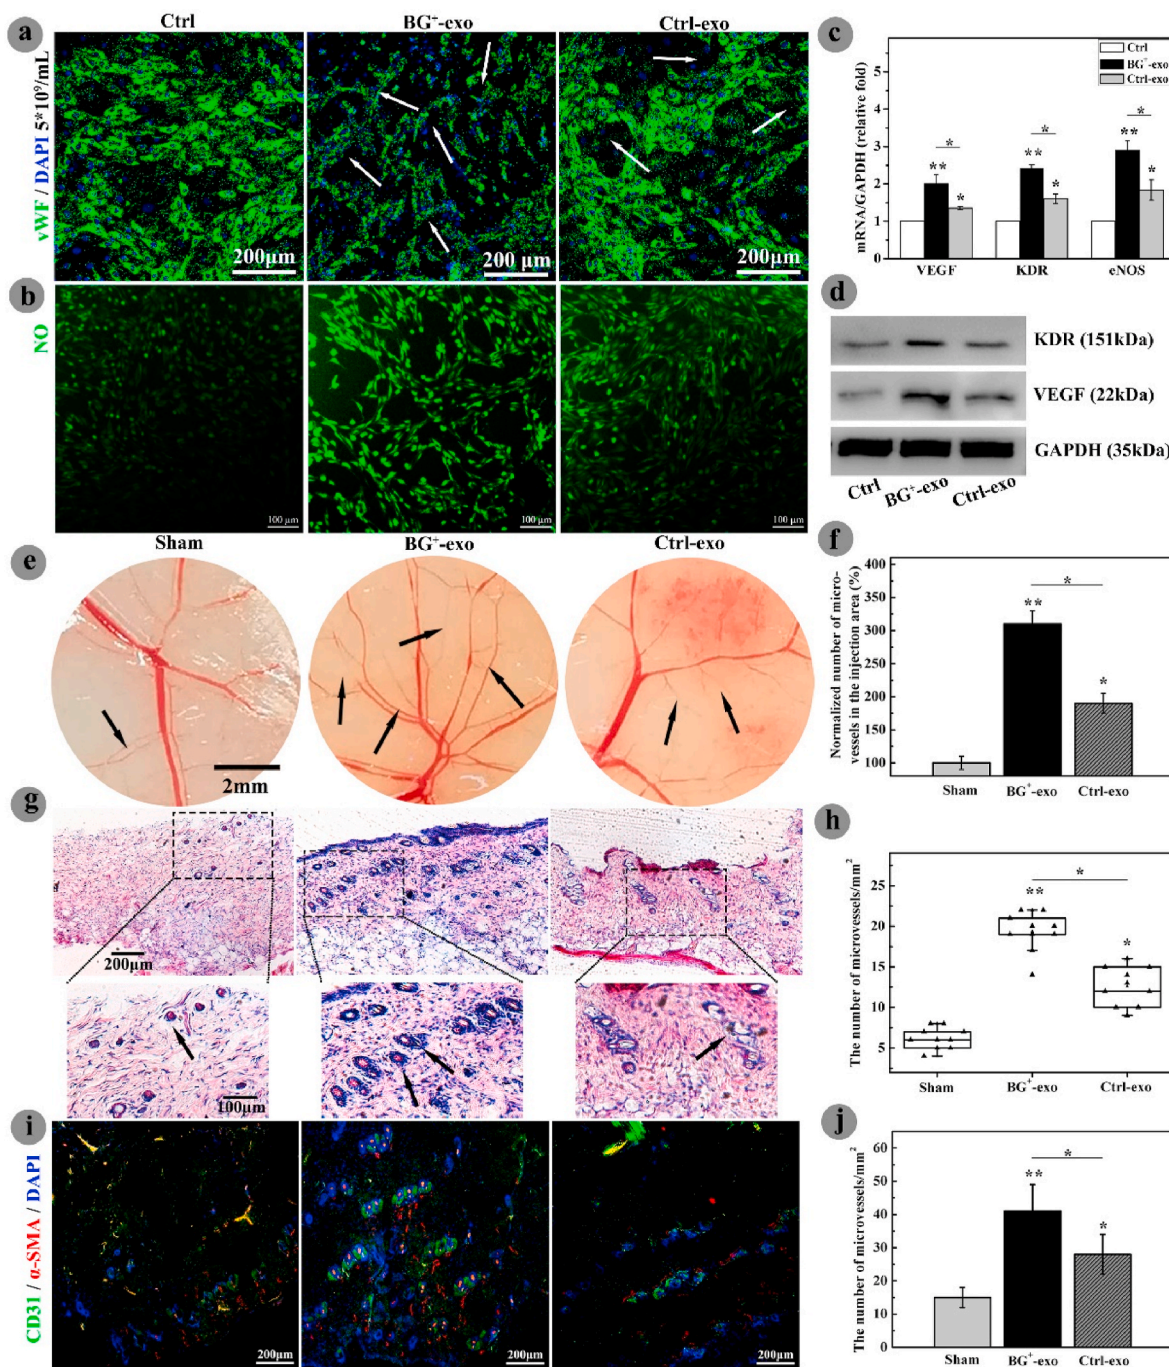 a
Ctrl
BG⁺-exo
Ctrl-exo
vWF / DAPI 5*10⁹/mL
200μm
200 μm
200μm
b
NO
100 μm
100 μm
100 μm
c
mRNA/GAPDH (relative fold)
Ctrl
BG⁺-exo
Ctrl-exo
5
4
3
2
1
0
** * *
** * *
** * *
VEGF
KDR
eNOS
d
KDR (151kDa)
VEGF (22kDa)
GAPDH (35kDa)
Ctrl
BG⁺-exo
Ctrl-exo
e
Sham
BG⁺-exo
Ctrl-exo
2mm
f
Normalized number of micro-
vessels in the injection area (%)
400
350
300
250
200
150
100
** * *
Sham
BG⁺-exo
Ctrl-exo
g
200μm
100μm
h
The number of microvessels/mm²
25
20
15
10
5
** * *
Sham
BG⁺-exo
Ctrl-exo
i
CD31 / α-SMA / DAPI
200μm
200μm
200μm
j
The number of microvessels/mm²
60
50
40
30
20
10
0
** * *
Sham
BG⁺-exo
Ctrl-exo